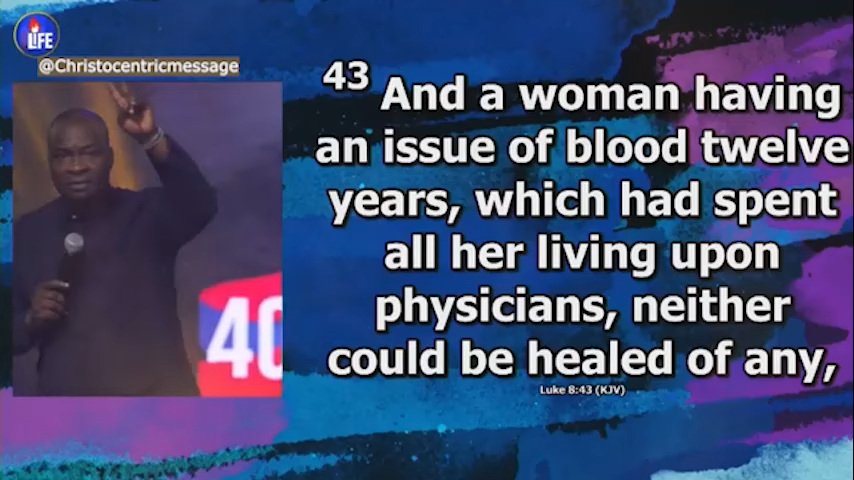 LIFE
@Christocentricmessage
43 And a woman having
an issue of blood twelve
years, which had spent
all her living upon
physicians, neither
could be healed of any,
Luke 8:43 (KJV)
40